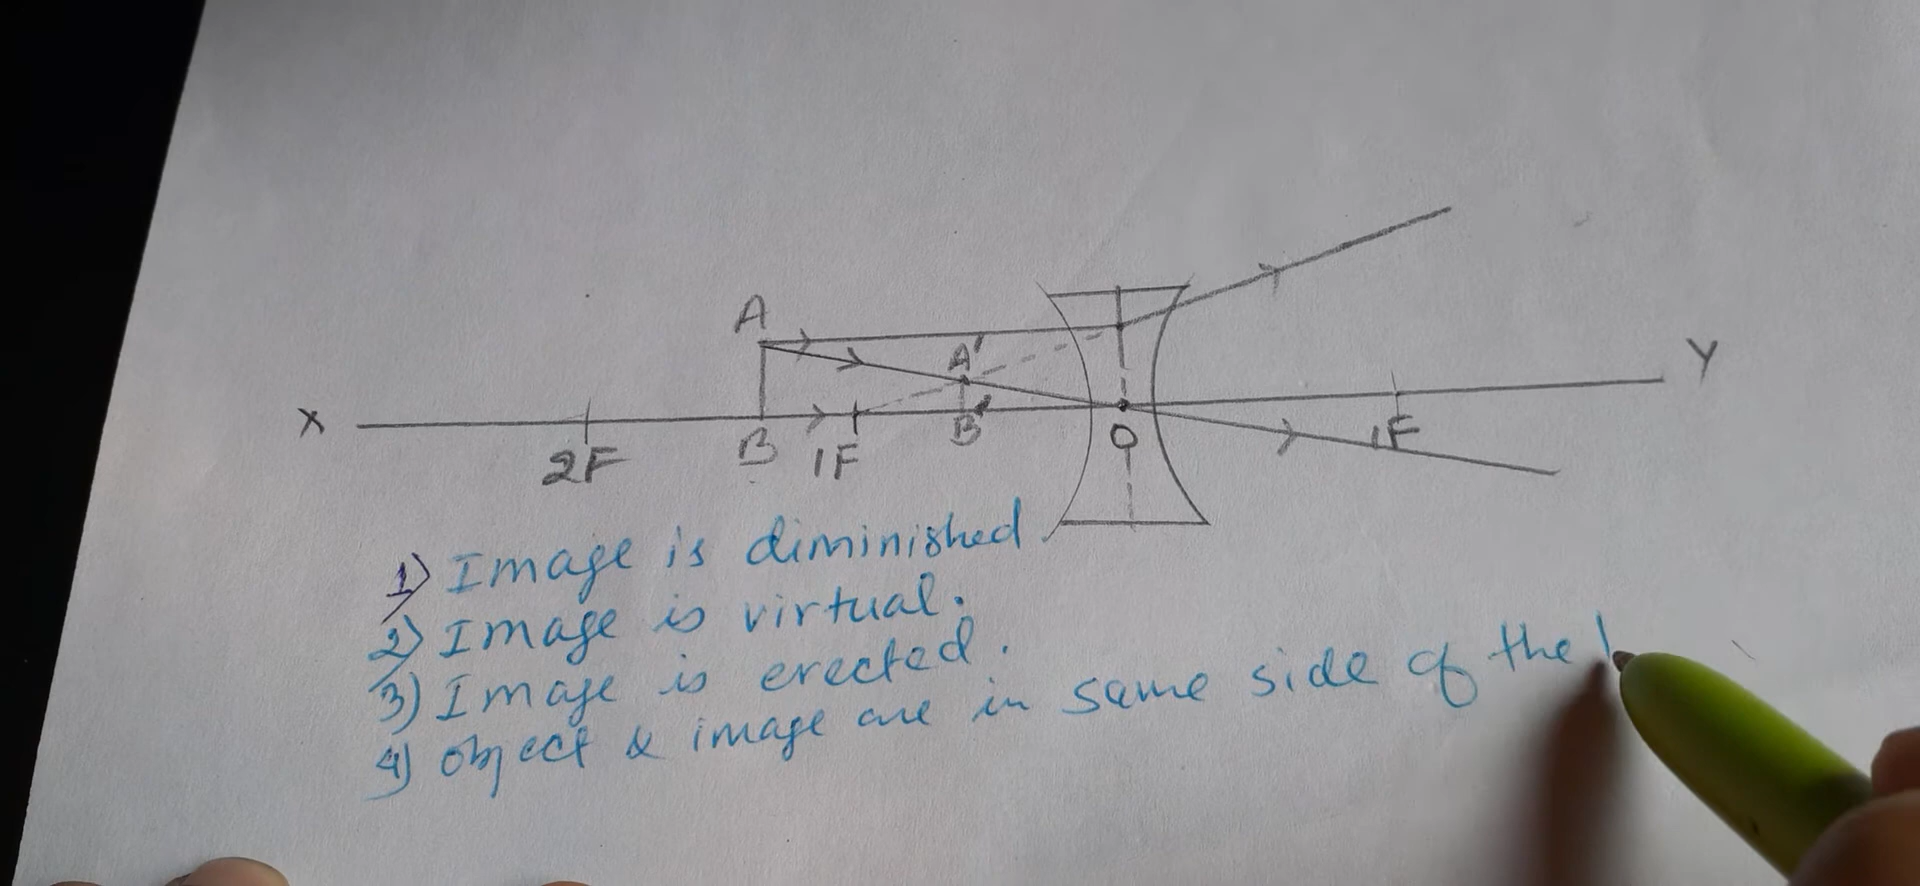 A
A'
X
Y
2F
B
1F
B'
O
1F
1) Image is diminished
2) Image is virtual.
3) Image is erected.
4) Object & image are in same side of the l